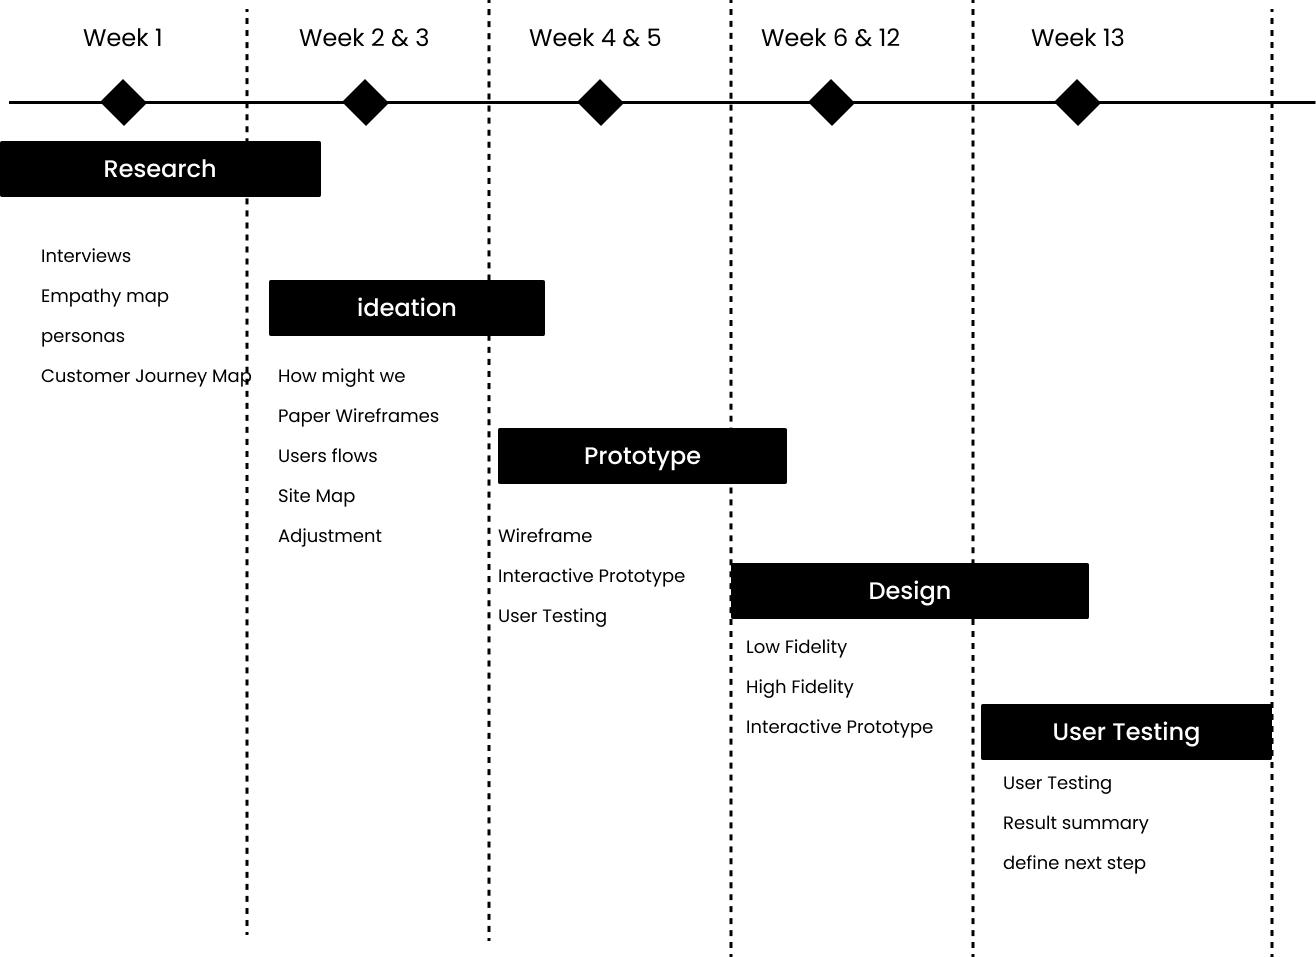 Week 1
Week 2 & 3
Week 4 & 5
Week 6 & 12
Week 13
Research
Interviews
Empathy map
personas
Customer Journey Map
ideation
How might we
Paper Wireframes
Users flows
Site Map
Adjustment
Prototype
Wireframe
Interactive Prototype
User Testing
Design
Low Fidelity
High Fidelity
Interactive Prototype
User Testing
User Testing
Result summary
define next step